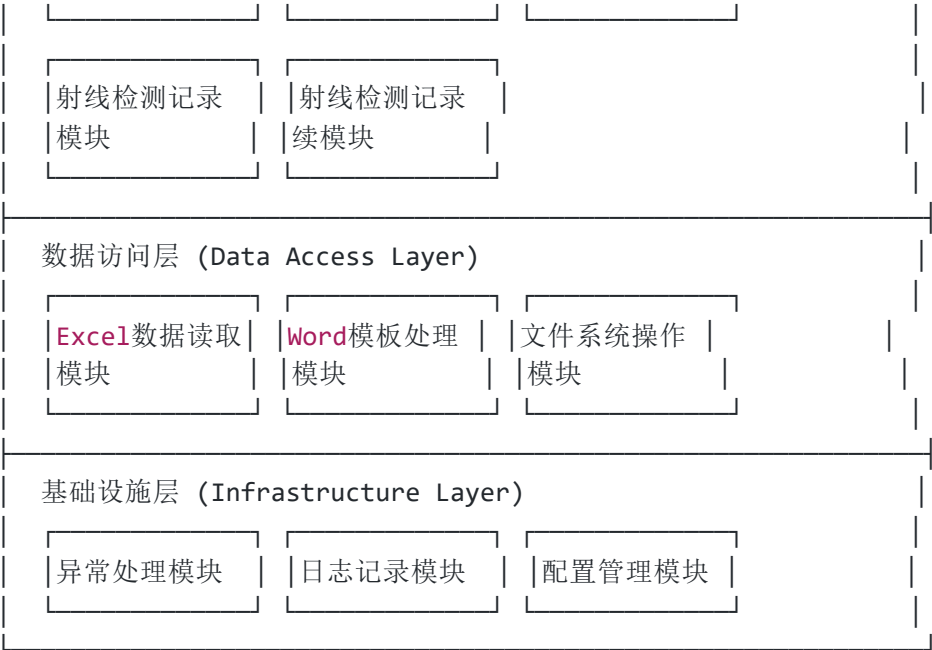 射线检测记录 射线检测记录
模块 续模块
数据访问层 (Data Access Layer)
Excel数据读取 Word模板处理 文件系统操作
模块 模块 模块
基础设施层 (Infrastructure Layer)
异常处理模块 日志记录模块 配置管理模块